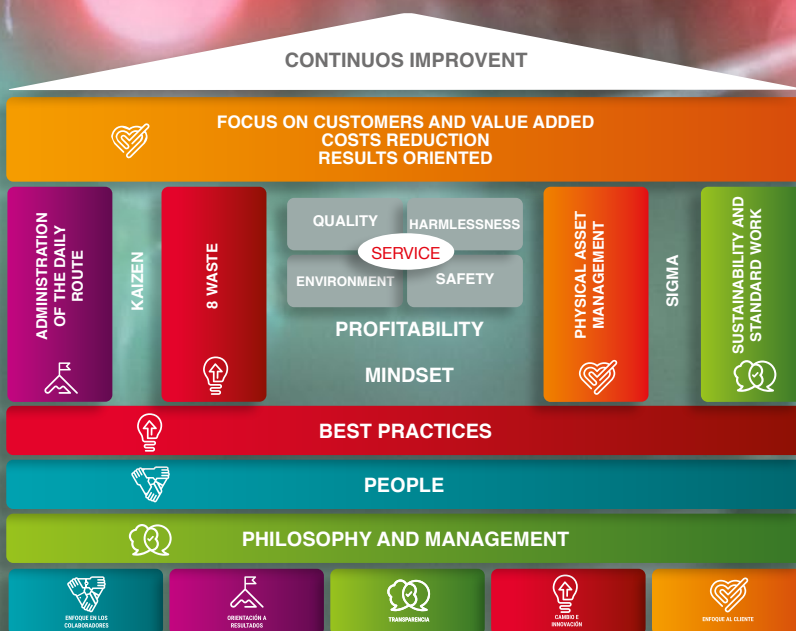 CONTINUOS IMPROVENT
FOCUS ON CUSTOMERS AND VALUE ADDED
COSTS REDUCTION
RESULTS ORIENTED
ADMINISTRATION
OF THE DAILY
ROUTE
KAIZEN
8 WASTE
QUALITY
HARMLESSNESS
SERVICE
ENVIRONMENT
SAFETY
PROFITABILITY
MINDSET
PHYSICAL ASSET
MANAGEMENT
SIGMA
SUSTAINABILITY AND
STANDARD WORK
BEST PRACTICES
PEOPLE
PHILOSOPHY AND MANAGEMENT
ENFOQUE EN LOS
COLABORADORES
ORIENTACIÓN A
RESULTADOS
TRANSPARENCIA
CAMBIO E
INNOVACIÓN
ENFOQUE AL CLIENTE